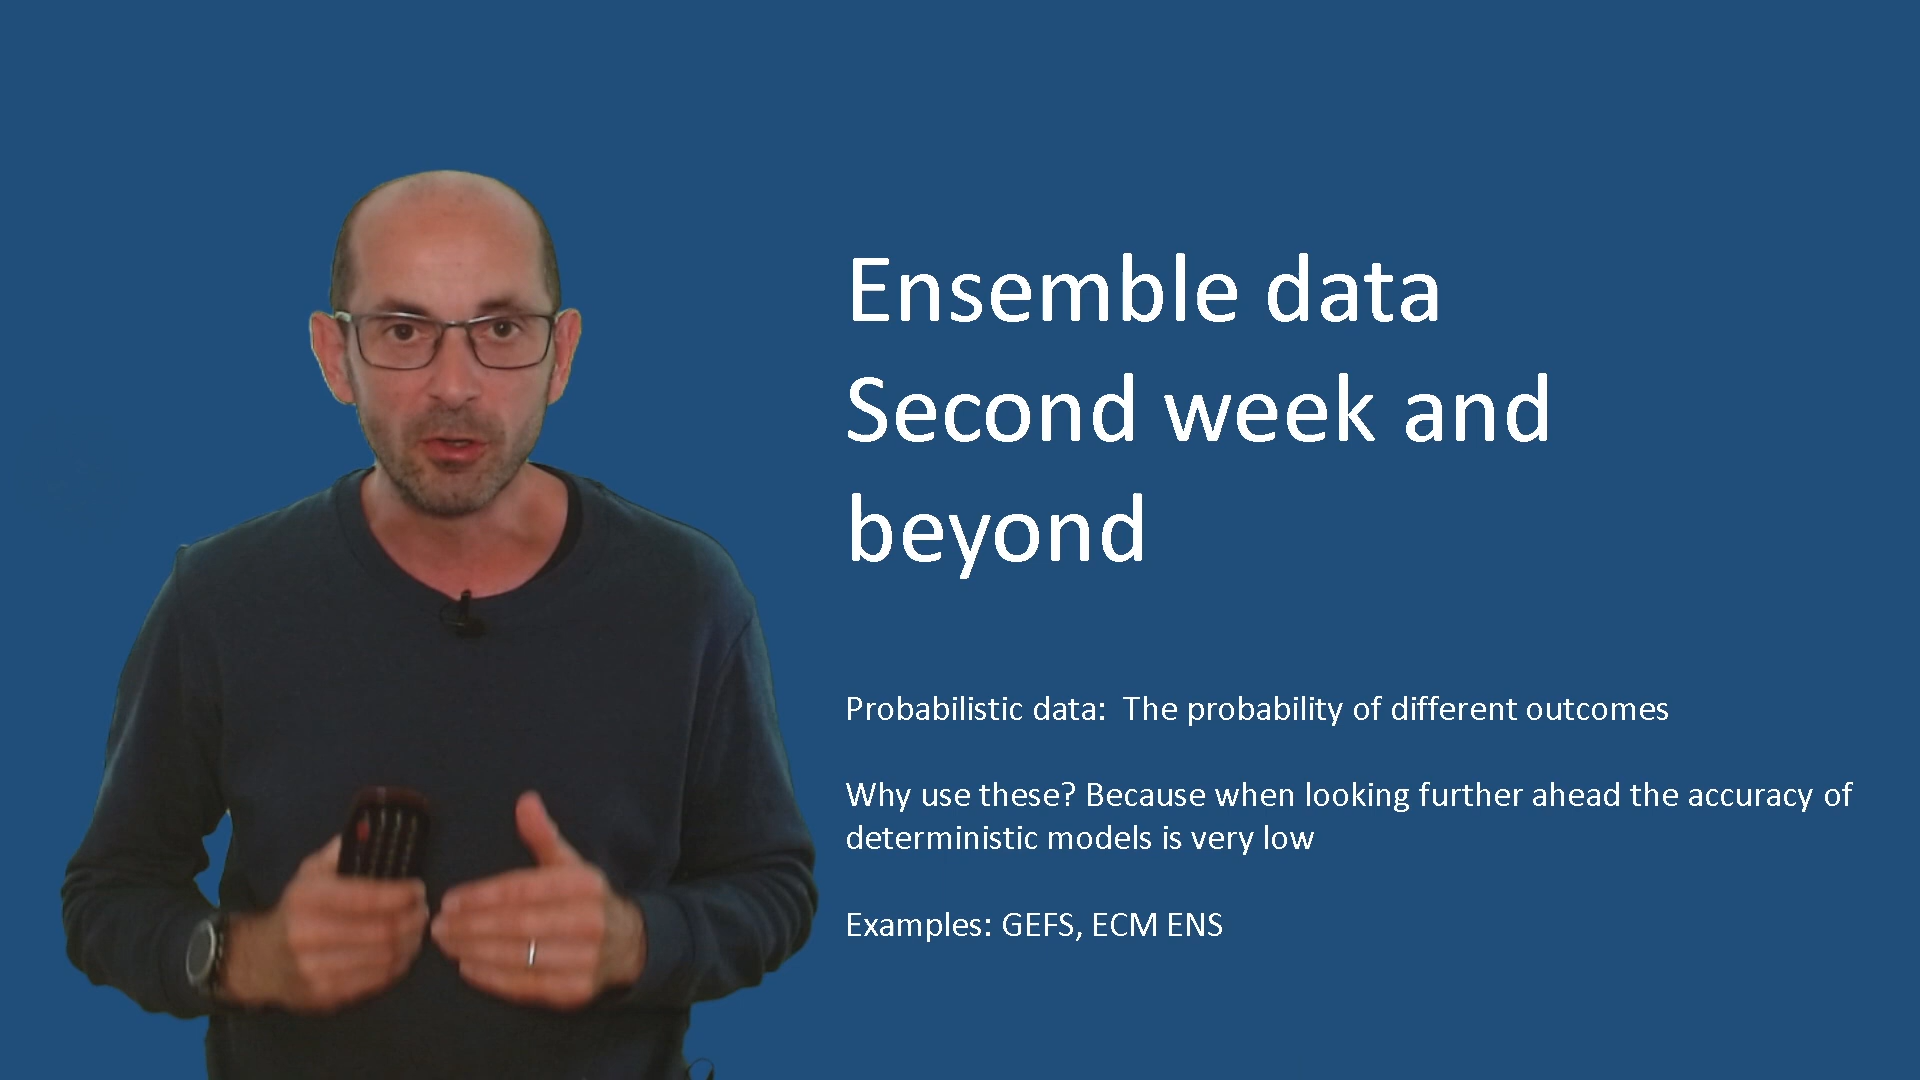 Ensemble data
Second week and
beyond
Probabilistic data:  The probability of different outcomes
Why use these? Because when looking further ahead the accuracy of
deterministic models is very low
Examples: GEFS, ECM ENS